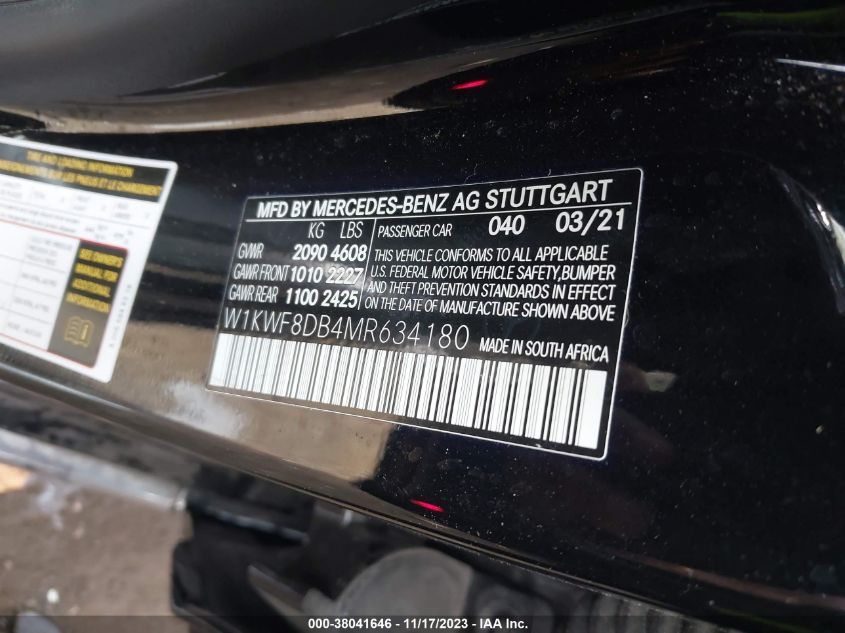 TIRE AND LOADING INFORMATION
SEE OWNER'S
MANUAL FOR
ADDITIONAL
INFORMATION
MFD BY MERCEDES-BENZ AG STUTTGART
KG LBS
GVWR 2090 4608
GAWR FRONT 1010 2227
GAWR REAR 1100 2425
PASSENGER CAR 040 03/21
THIS VEHICLE CONFORMS TO ALL APPLICABLE
U.S. FEDERAL MOTOR VEHICLE SAFETY, BUMPER
AND THEFT PREVENTION STANDARDS IN EFFECT
ON THE DATE OF MANUFACTURE SHOWN ABOVE
W1KWF8DB4MR634180
MADE IN SOUTH AFRICA
000-38041646 - 11/17/2023 - IAA Inc.